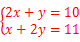 2x + y = 10
x + 2y = 11